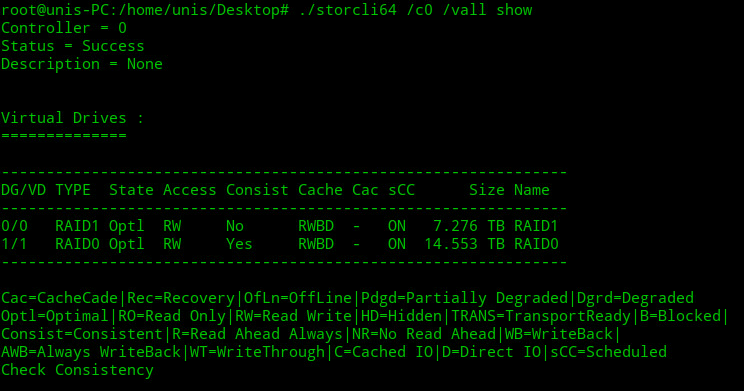 root@unis-PC:/home/unis/Desktop# ./storcli64 /c0 /vall show
Controller = 0
Status = Success
Description = None
Virtual Drives :
==============
---------------------------------------------------------------
DG/VD TYPE  State Access Consist Cache Cac sCC      Size Name
---------------------------------------------------------------
0/0   RAID1 Optl  RW     No      RWBD  -   ON   7.276 TB RAID1
1/1   RAID0 Optl  RW     Yes     RWBD  -   ON  14.553 TB RAID0
---------------------------------------------------------------
Cac=CacheCade|Rec=Recovery|OfLn=OffLine|Pdgd=Partially Degraded|Dgrd=Degraded
Optl=Optimal|RO=Read Only|RW=Read Write|HD=Hidden|TRANS=TransportReady|B=Blocked|
Consist=Consistent|R=Read Ahead Always|NR=No Read Ahead|WB=WriteBack|
AWB=Always WriteBack|WT=WriteThrough|C=Cached IO|D=Direct IO|sCC=Scheduled
Check Consistency